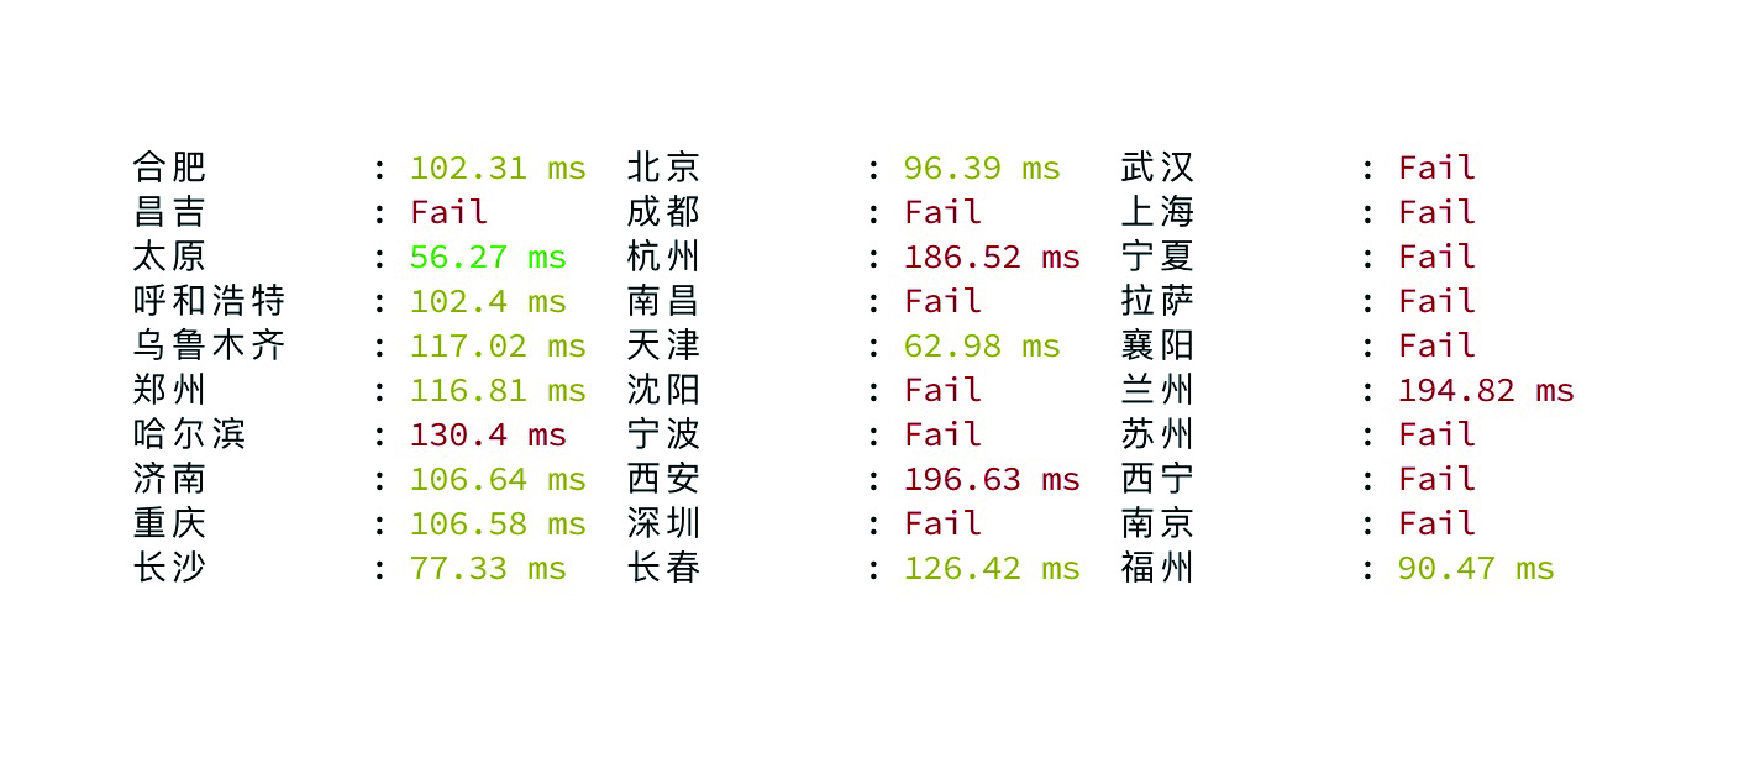 合肥 : 102.31 ms 北京 : 96.39 ms 武汉 : Fail
昌吉 : Fail 成都 : Fail 上海 : Fail
太原 : 56.27 ms 杭州 : 186.52 ms 宁夏 : Fail
呼和浩特 : 102.4 ms 南昌 : Fail 拉萨 : Fail
乌鲁木齐 : 117.02 ms 天津 : 62.98 ms 襄阳 : Fail
郑州 : 116.81 ms 沈阳 : Fail 兰州 : 194.82 ms
哈尔滨 : 130.4 ms 宁波 : Fail 苏州 : Fail
济南 : 106.64 ms 西安 : 196.63 ms 西宁 : Fail
重庆 : 106.58 ms 深圳 : Fail 南京 : Fail
长沙 : 77.33 ms 长春 : 126.42 ms 福州 : 90.47 ms